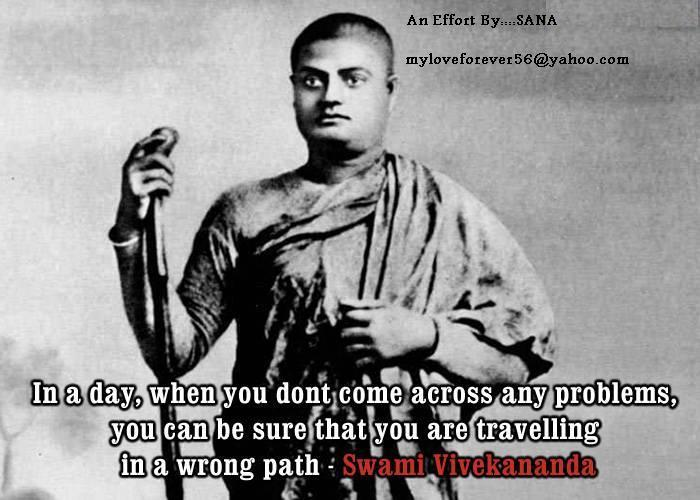 An Effort By::::SANA
myloveforever56@yahoo.com
In a day, when you dont come across any problems,
you can be sure that you are travelling
in a wrong path - Swami Vivekananda